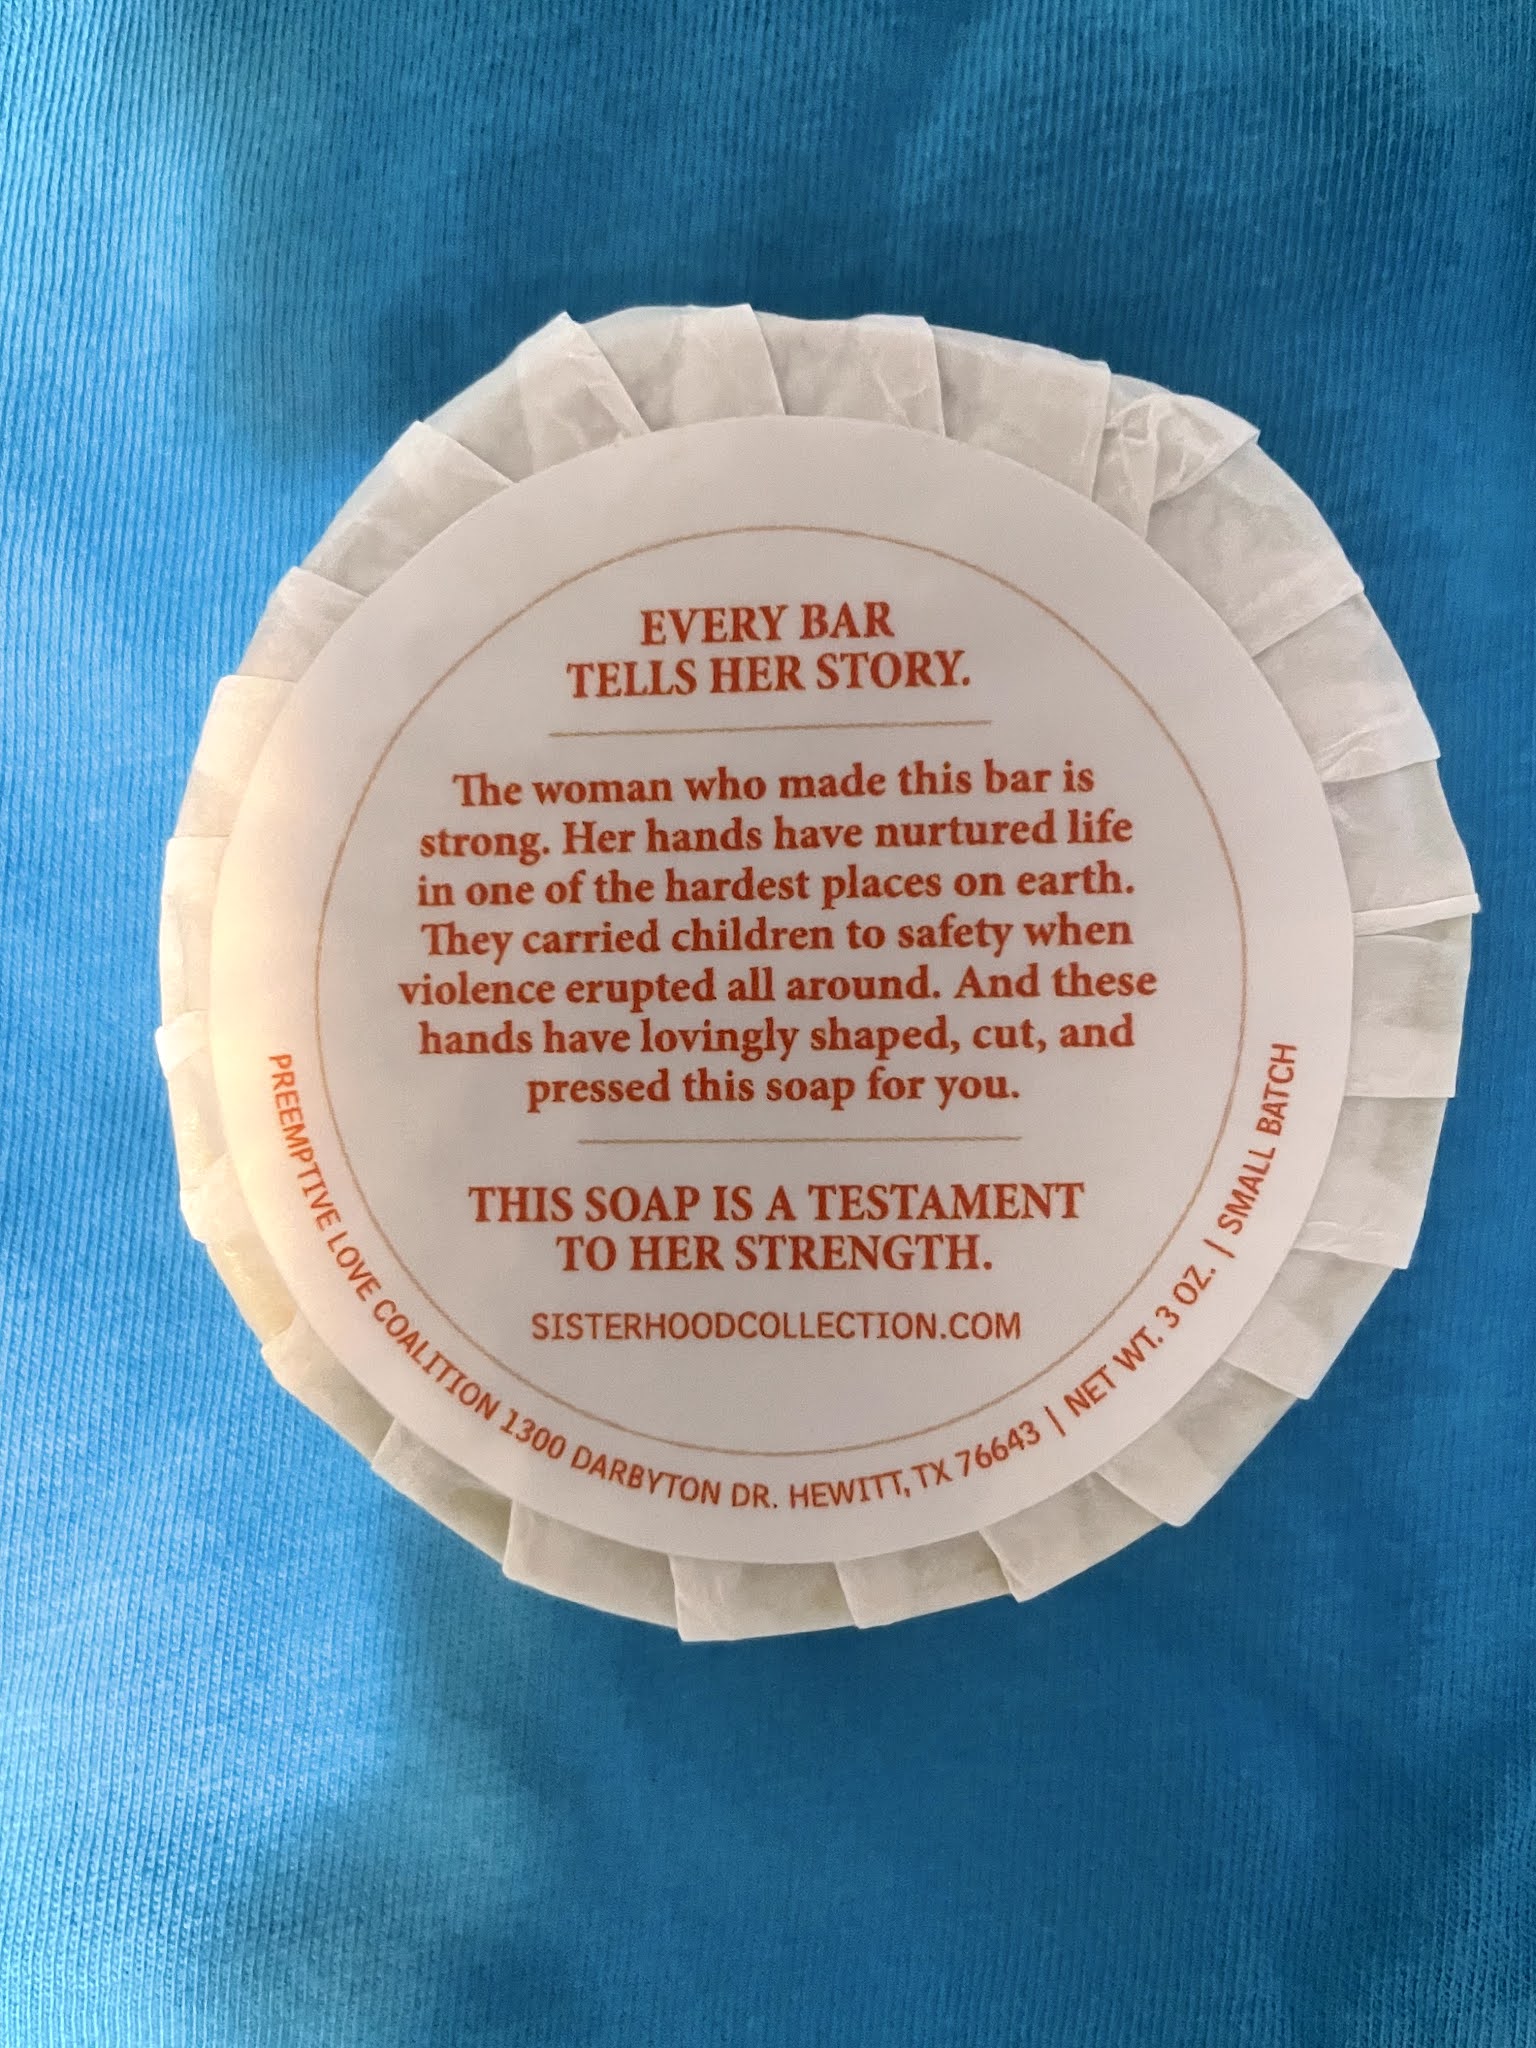 EVERY BAR
TELLS HER STORY.
The woman who made this bar is
strong. Her hands have nurtured life
in one of the hardest places on earth.
They carried children to safety when
violence erupted all around. And these
hands have lovingly shaped, cut, and
pressed this soap for you.
THIS SOAP IS A TESTAMENT
TO HER STRENGTH.
SISTERHOODCOLLECTION.COM
PREEMPTIVE LOVE COALITION 1300 DARBYTON DR. HEWITT, TX 76643 | NET WT. 3 OZ. | SMALL BATCH